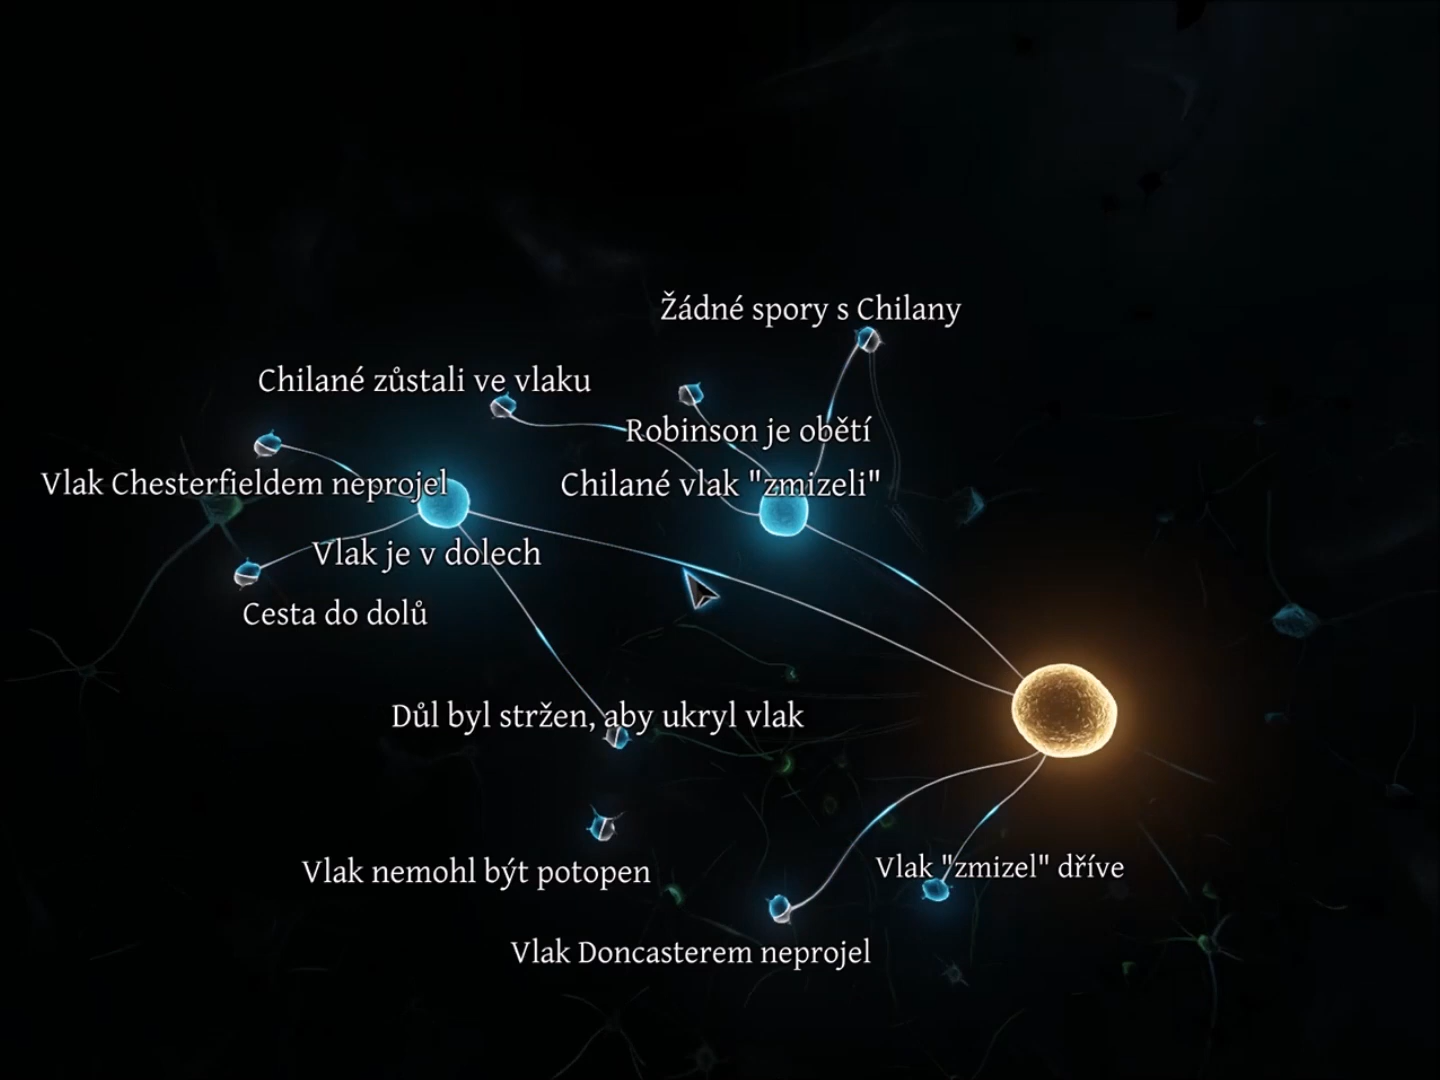 Žádné spory s Chilany
Chilané zůstali ve vlaku
Robinson je obětí
Vlak Chesterfieldem neprojel
Chilané vlak "zmizeli"
Vlak je v dolech
Cesta do dolů
Důl byl stržen, aby ukryl vlak
Vlak nemohl být potopen
Vlak "zmizel" dříve
Vlak Doncasterem neprojel